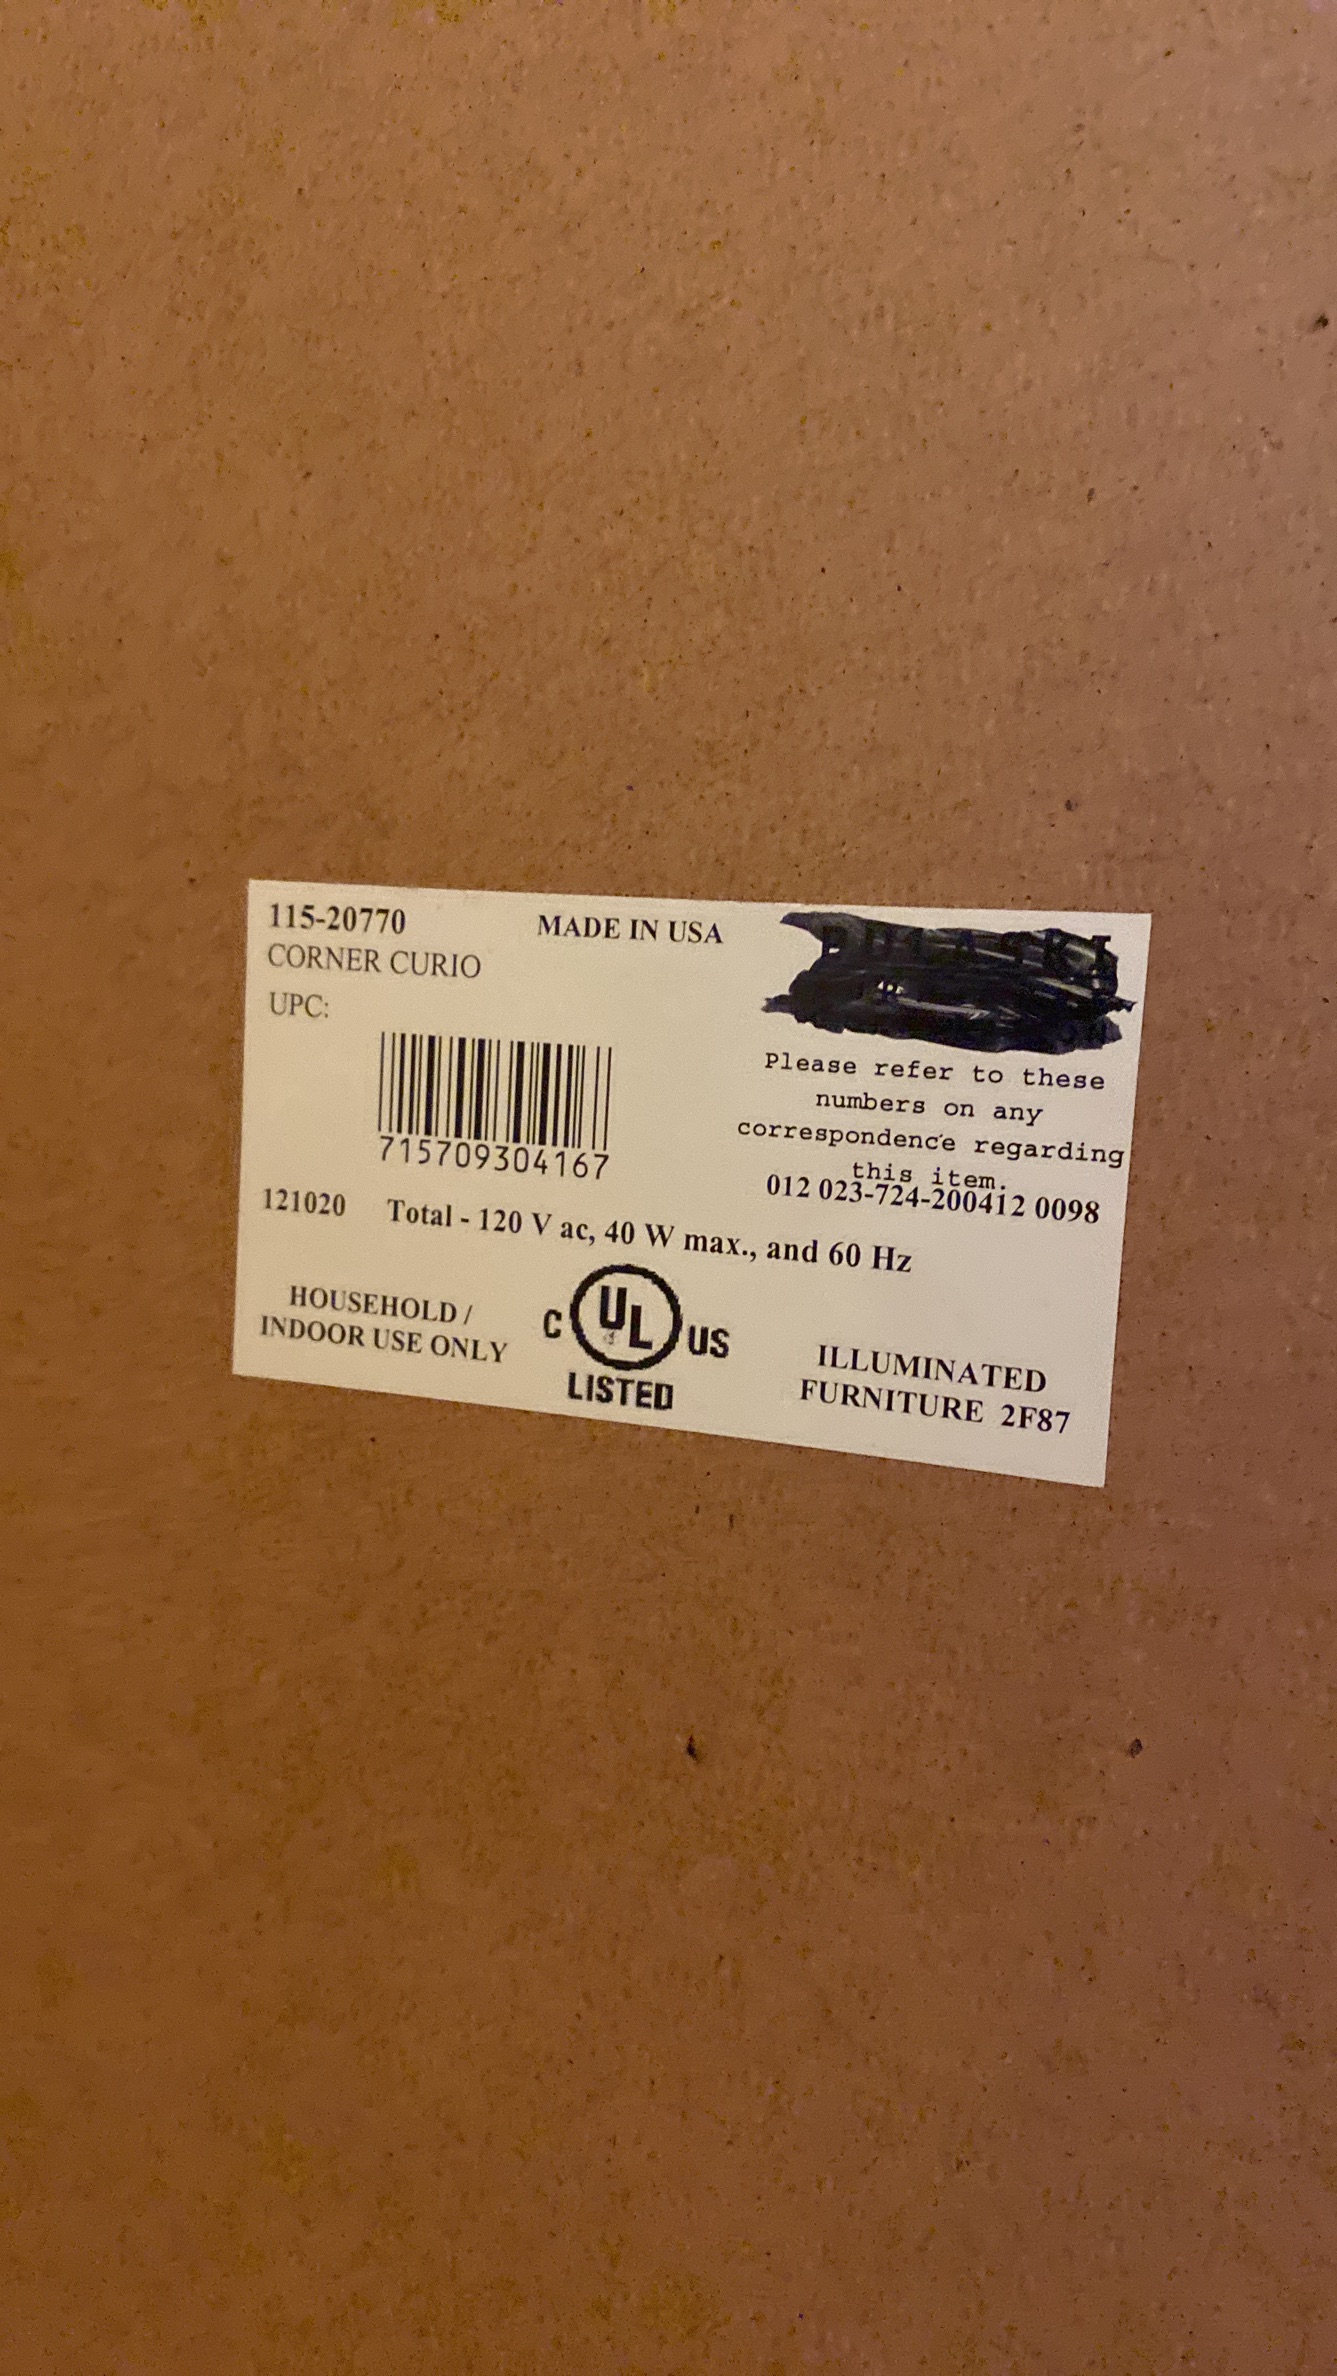 115-20770
MADE IN USA
PULASKI
CORNER CURIO
UPC:
715709304167
Please refer to these
numbers on any
correspondence regarding
this item.
012 023-724-200412 0098
121020 Total - 120 V ac, 40 W max., and 60 Hz
HOUSEHOLD /
INDOOR USE ONLY
C UL US
LISTED
ILLUMINATED
FURNITURE 2F87